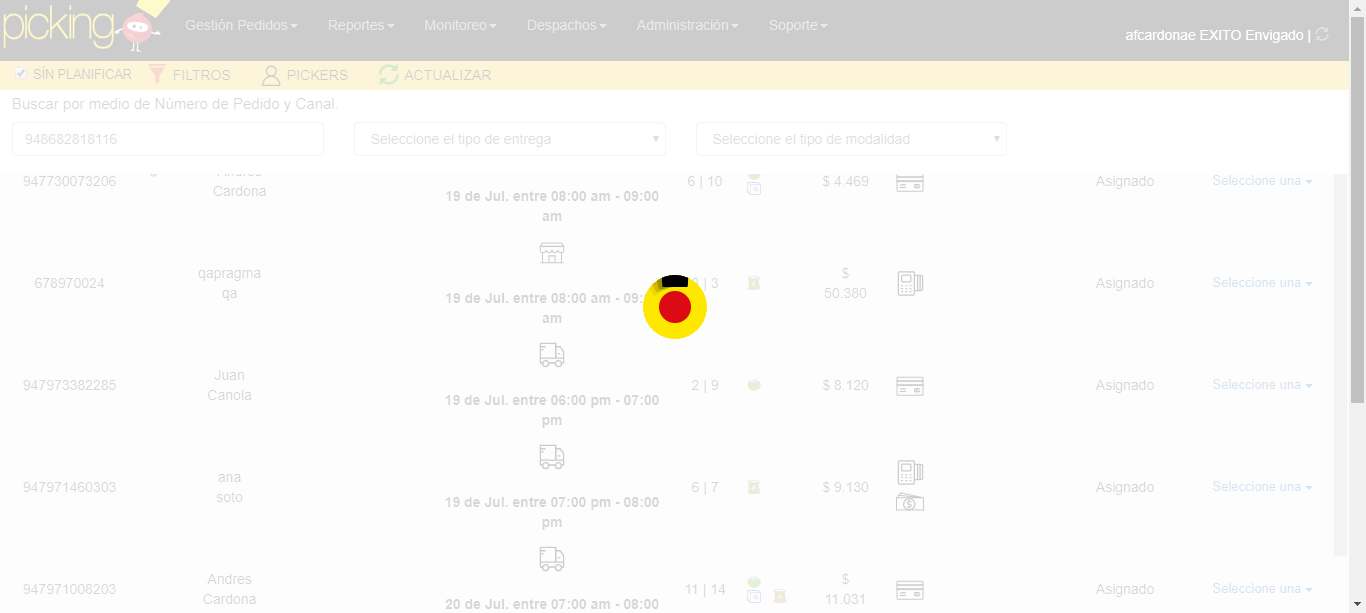 picking
Gestión Pedidos Reportes Monitoreo Despachos Administración Soporte
afcardonae EXITO Envigado |
SÍN PLANIFICAR FILTROS PICKERS ACTUALIZAR
Buscar por medio de Número de Pedido y Canal.
948682818116 Seleccione el tipo de entrega Seleccione el tipo de modalidad
947730073206 Andres 6 | 10 $ 4.469 Asignado Seleccione una
Cardona
19 de Jul. entre 08:00 am - 09:00
am
qapragma $
678970024 | 3 Asignado Seleccione una
qa 50.380
19 de Jul. entre 08:00 am - 09:
am
Juan
947973382285 2 | 9 $ 8.120 Asignado Seleccione una
Canola
19 de Jul. entre 06:00 pm - 07:00
pm
ana
947971460303 6 | 7 $ 9.130 Asignado Seleccione una
soto
19 de Jul. entre 07:00 pm - 08:00
pm
Andres $
947971008203 11 | 14 Asignado Seleccione una
Cardona 11.031
20 de Jul. entre 07:00 am - 08:00